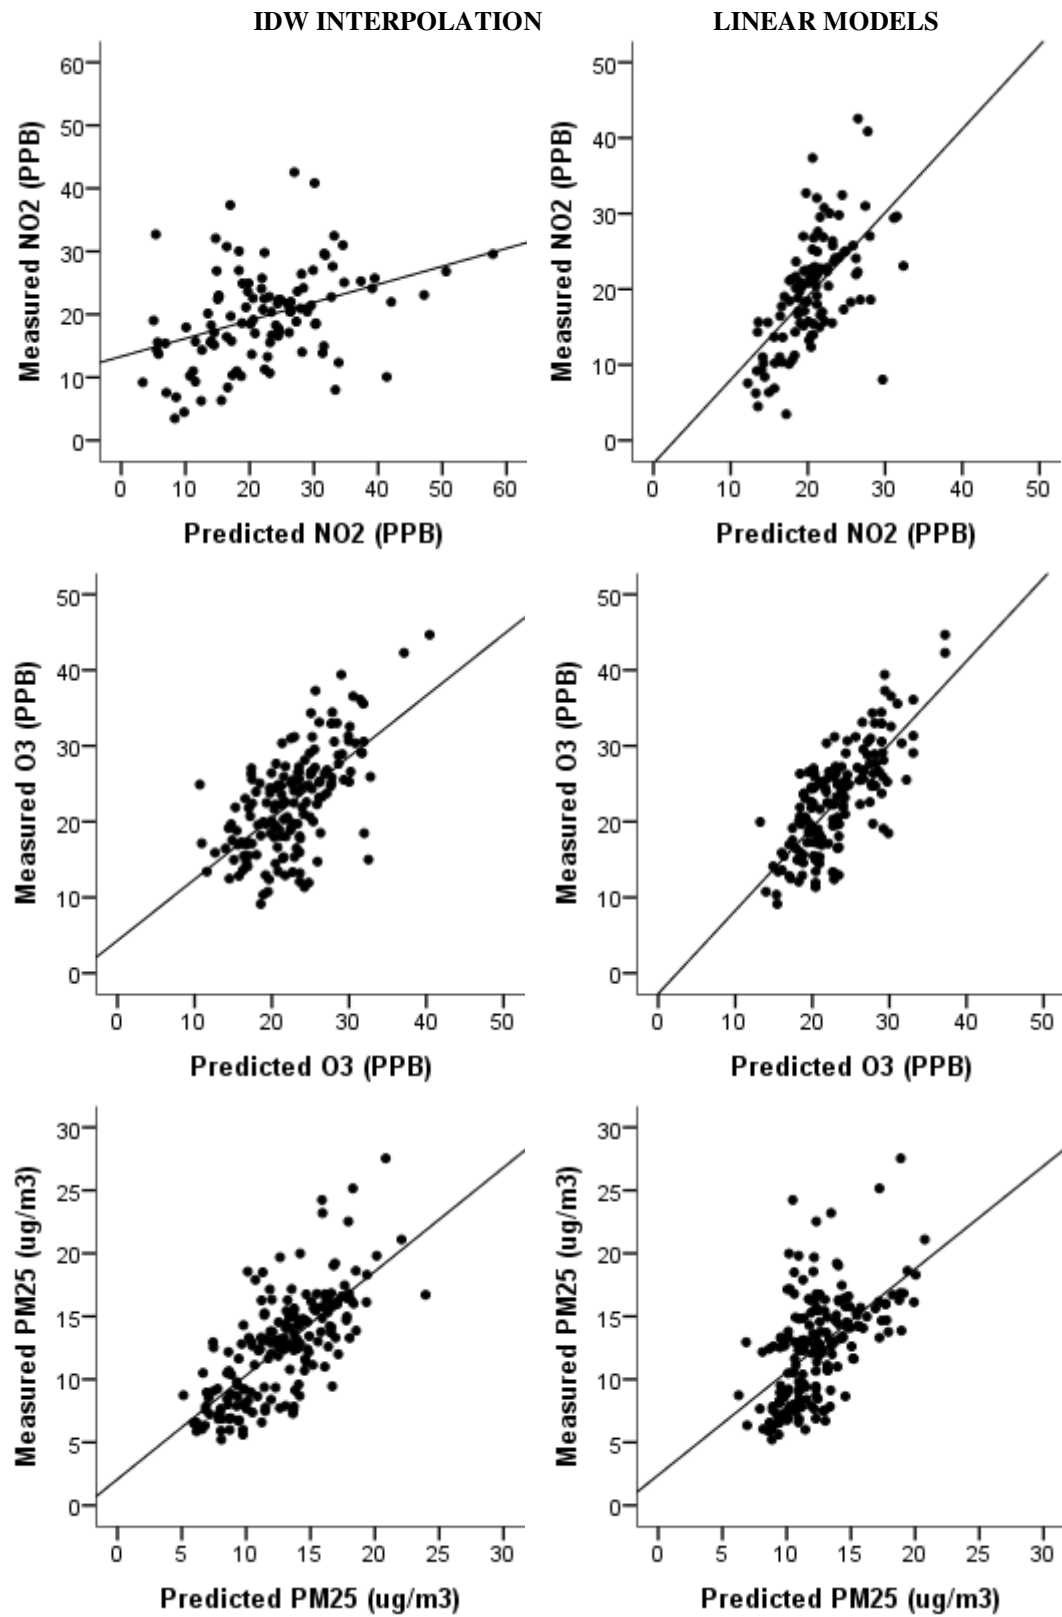 IDW INTERPOLATION LINEAR MODELS
Measured NO2 (PPB)
60
50
40
30
20
10
0
0 10 20 30 40 50 60
Predicted NO2 (PPB)
Measured NO2 (PPB)
50
40
30
20
10
0
0 10 20 30 40 50
Predicted NO2 (PPB)
Measured O3 (PPB)
50
40
30
20
10
0
0 10 20 30 40 50
Predicted O3 (PPB)
Measured O3 (PPB)
50
40
30
20
10
0
0 10 20 30 40 50
Predicted O3 (PPB)
Measured PM25 (ug/m3)
30
25
20
15
10
5
0
0 5 10 15 20 25 30
Predicted PM25 (ug/m3)
Measured PM25 (ug/m3)
30
25
20
15
10
5
0
0 5 10 15 20 25 30
Predicted PM25 (ug/m3)